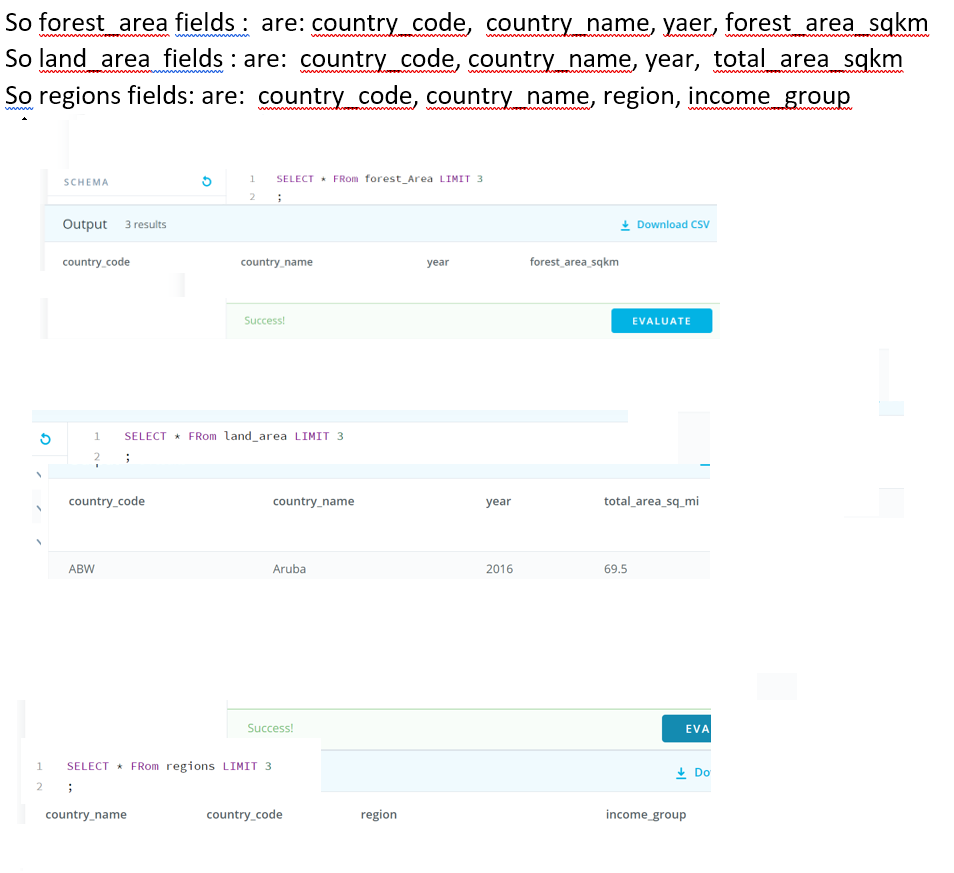 So forest_area fields : are: country_code, country_name, yaer, forest_area_sqkm
So land_area fields : are: country_code, country_name, year, total_area_sqkm
So regions fields: are: country_code, country_name, region, income_group
SCHEMA
1 SELECT * FRom forest_Area LIMIT 3
2 ;
Output 3 results Download CSV
country_code country_name year forest_area_sqkm
Success! EVALUATE
1 SELECT * FRom land_area LIMIT 3
2 ;
country_code country_name year total_area_sq_mi
ABW Aruba 2016 69.5
Success! EVA
1 SELECT * FRom regions LIMIT 3
Do
2 ;
country_name country_code region income_group